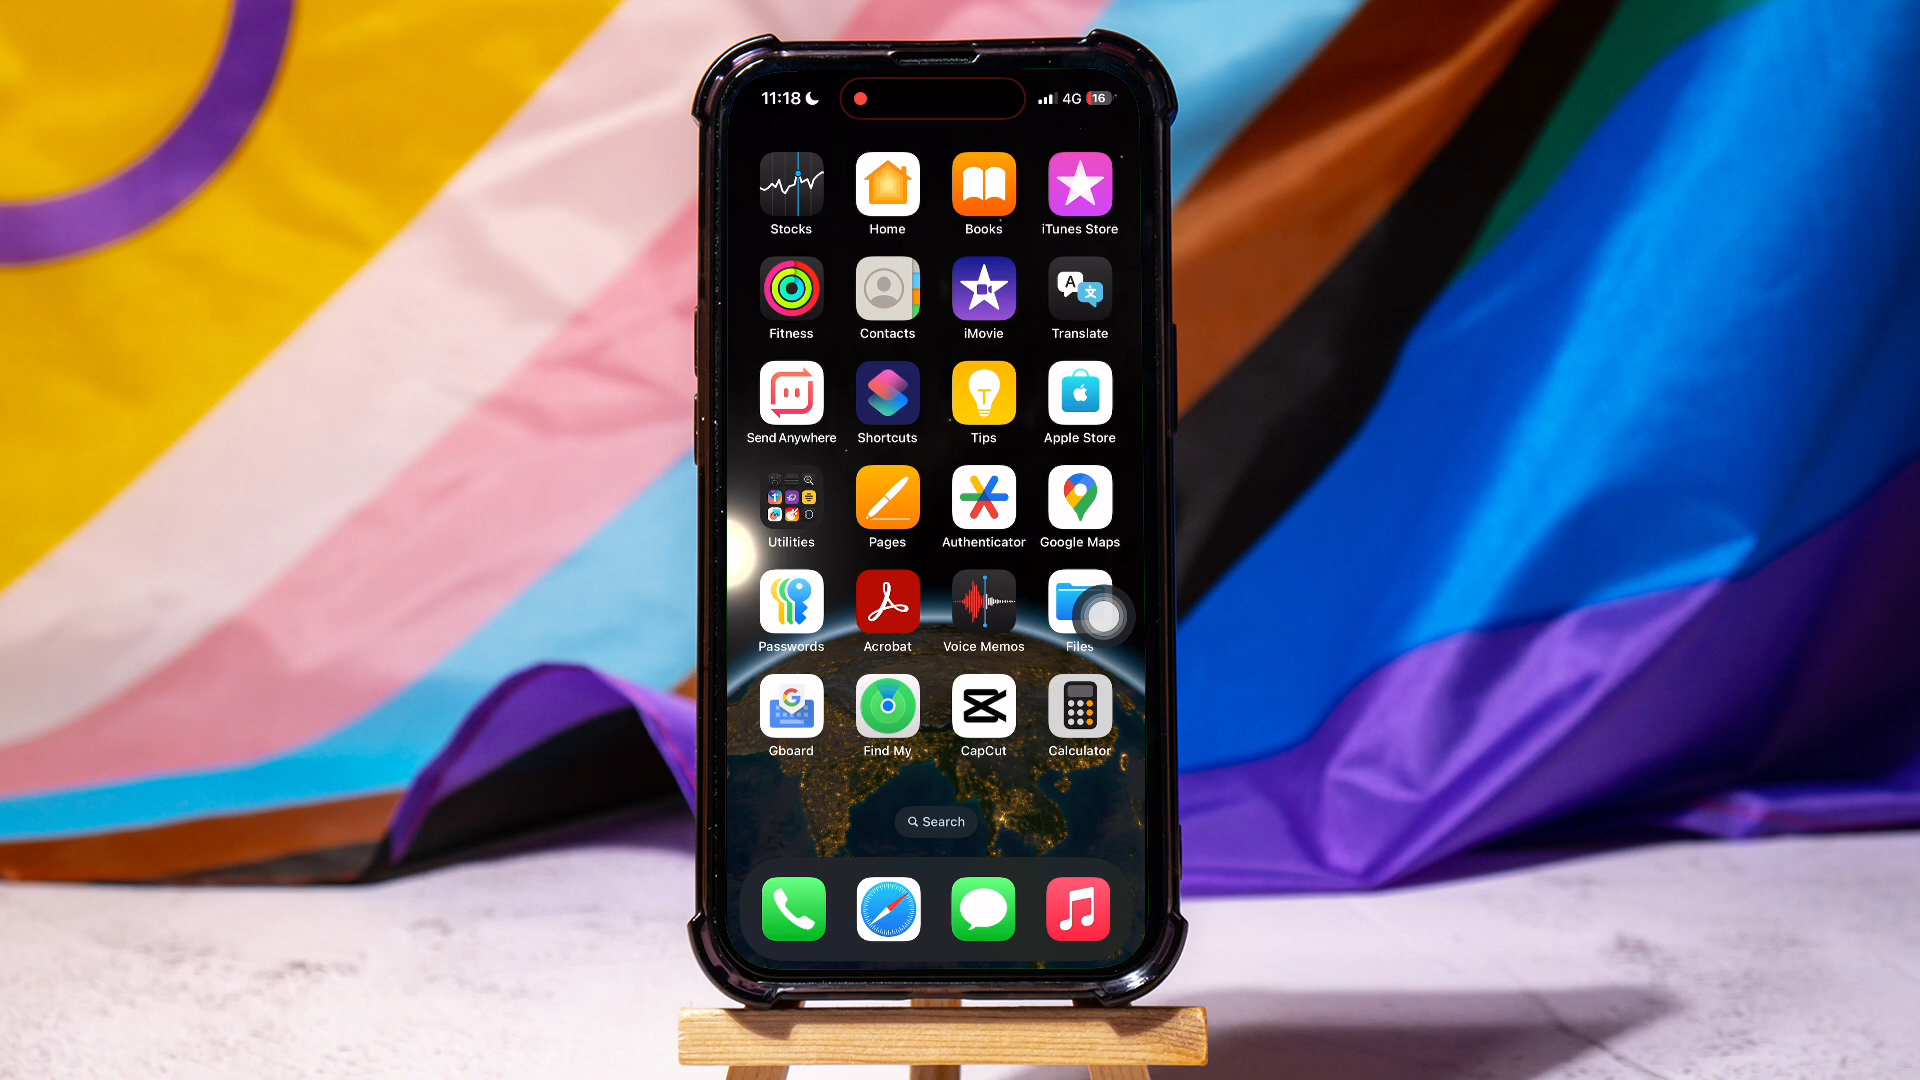 11:18 4G 16
Stocks Home Books iTunes Store
Fitness Contacts iMovie Translate
Send Anywhere Shortcuts Tips Apple Store
Utilities Pages Authenticator Google Maps
Passwords Acrobat Voice Memos Files
Gboard Find My CapCut Calculator
Search